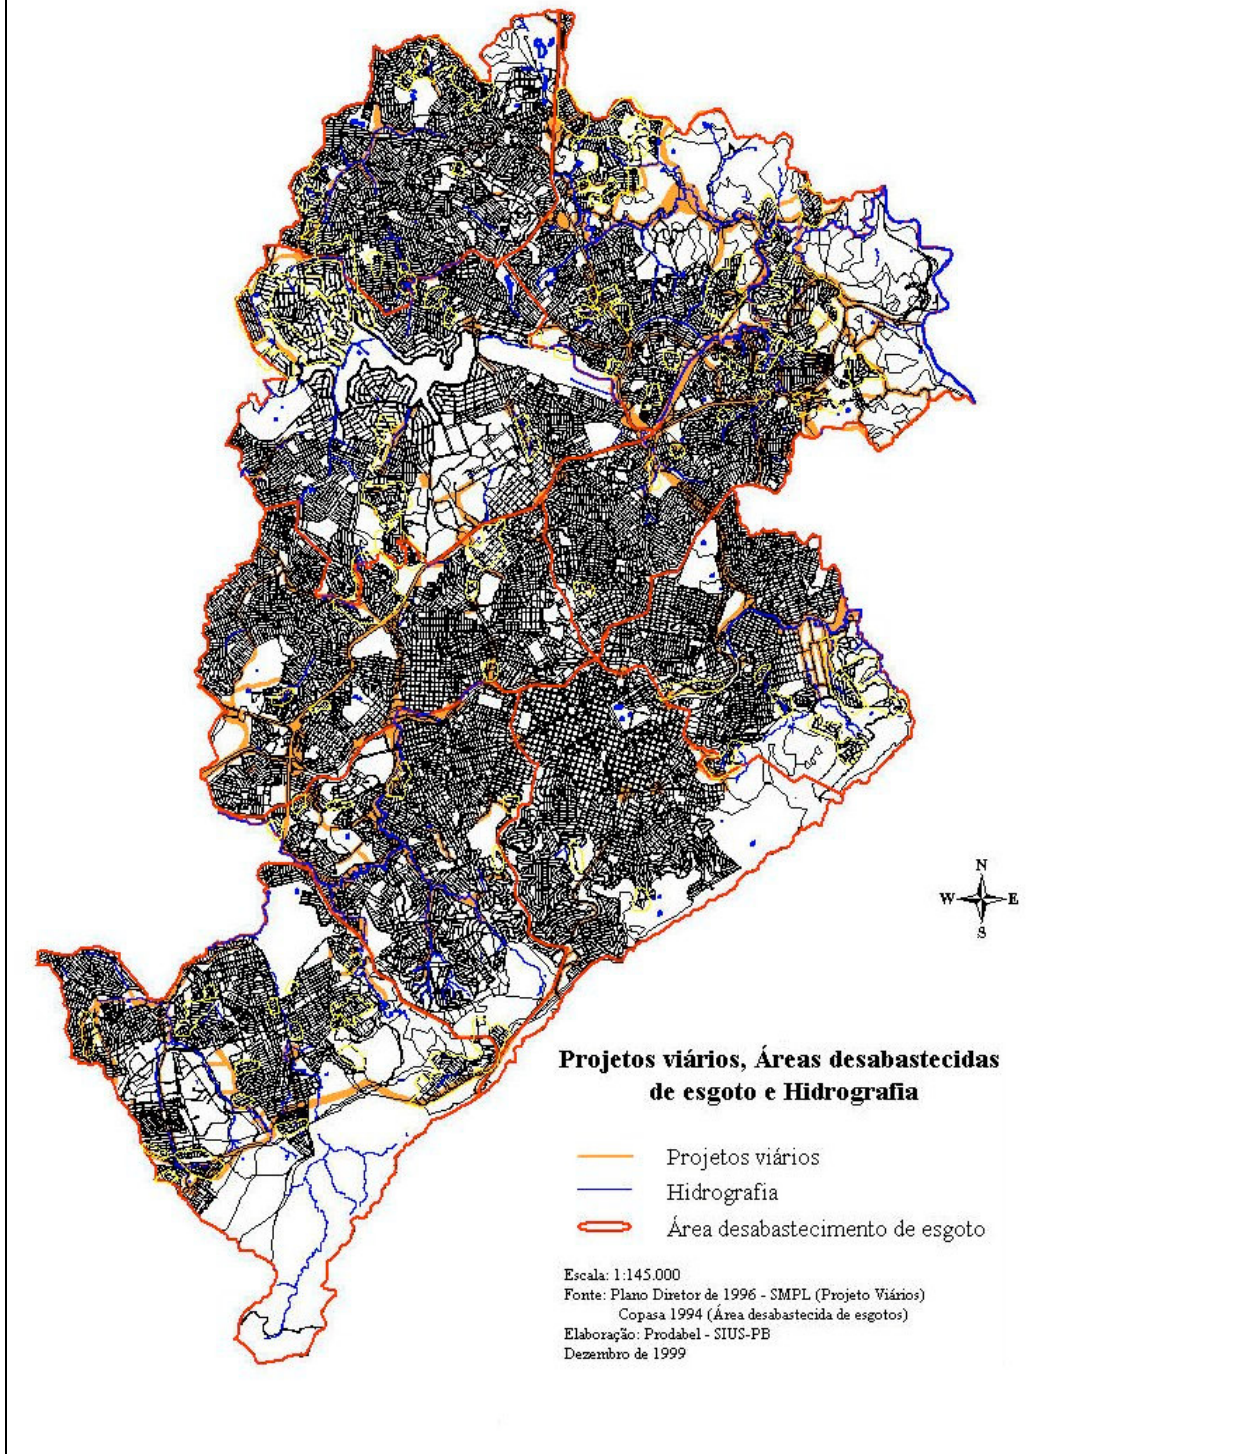 N
W E
S
Projetos viários, Áreas desabastecidas
de esgoto e Hidrografia
Projetos viários
Hidrografia
Área desabastecimento de esgoto
Escala: 1:145.000
Fonte: Plano Diretor de 1996 - SMPL (Projeto Viários)
Copasa 1994 (Área desabastecida de esgotos)
Elaboração: Prodabel - SIUS-PB
Dezembro de 1999